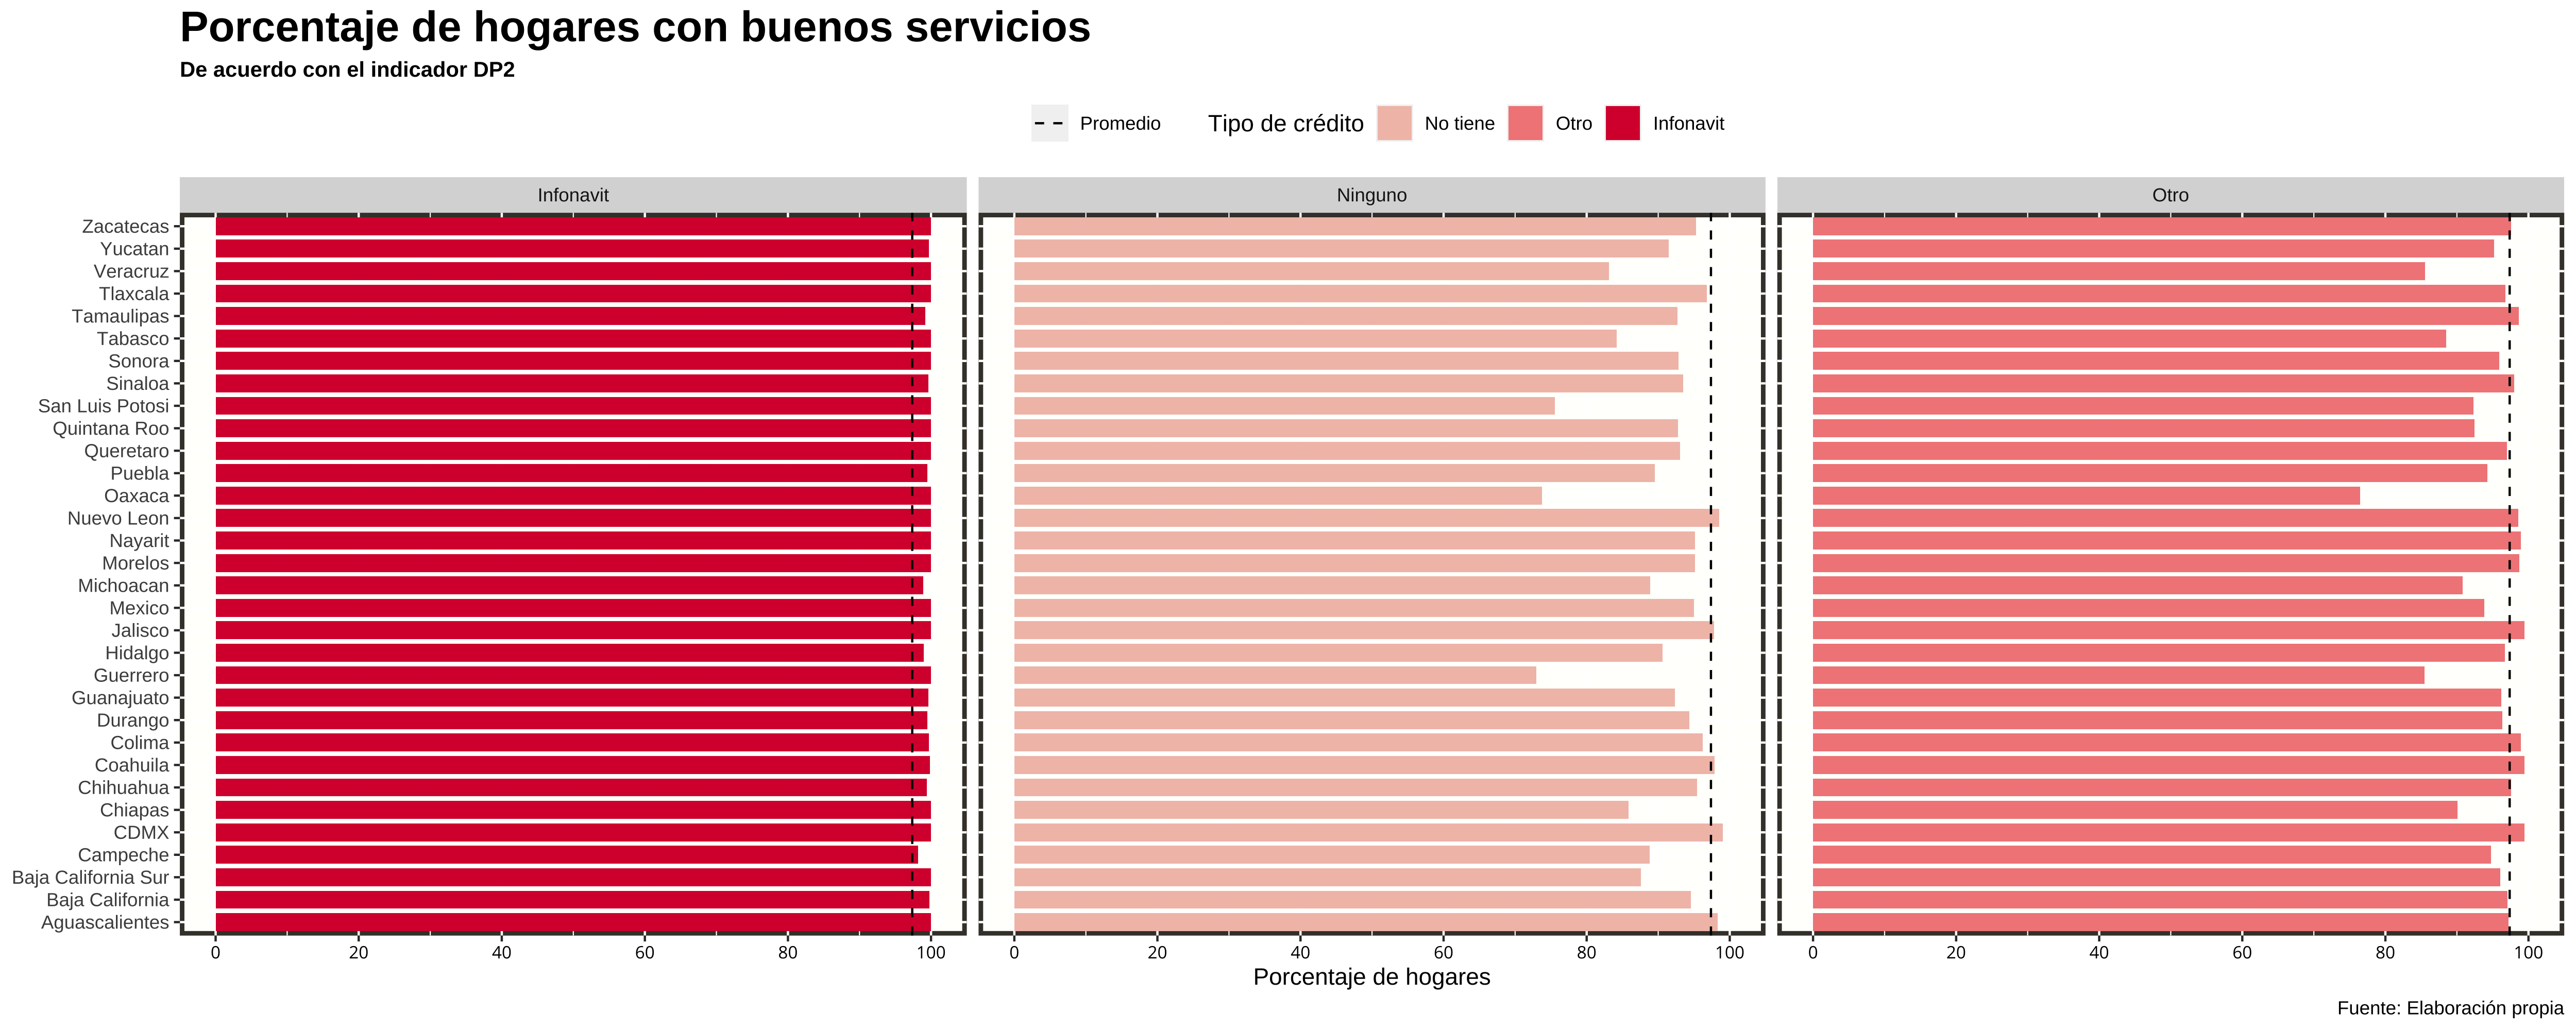 Porcentaje de hogares con buenos servicios
De acuerdo con el indicador DP2
Promedio Tipo de crédito No tiene Otro Infonavit
Infonavit Ninguno Otro
Zacatecas
Yucatan
Veracruz
Tlaxcala
Tamaulipas
Tabasco
Sonora
Sinaloa
San Luis Potosi
Quintana Roo
Queretaro
Puebla
Oaxaca
Nuevo Leon
Nayarit
Morelos
Michoacan
Mexico
Jalisco
Hidalgo
Guerrero
Guanajuato
Durango
Colima
Coahuila
Chihuahua
Chiapas
CDMX
Campeche
Baja California Sur
Baja California
Aguascalientes
0 20 40 60 80 100 0 20 40 60 80 100 0 20 40 60 80 100
Porcentaje de hogares
Fuente: Elaboración propia